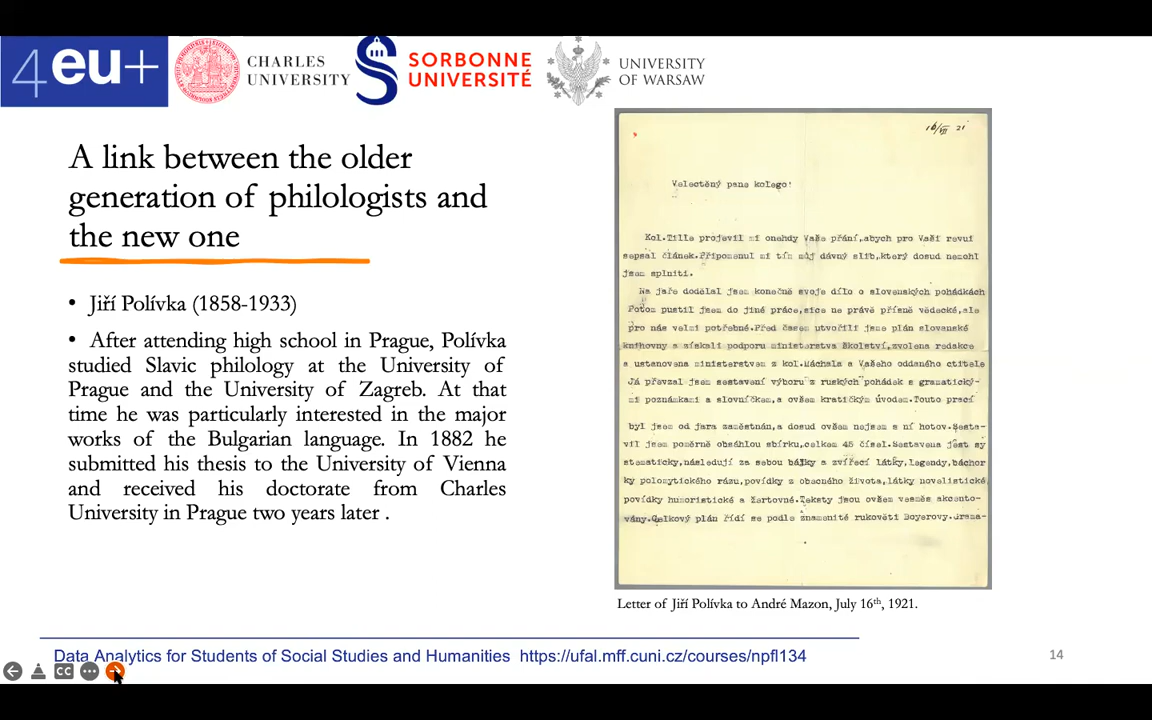 4eu+
CHARLES
UNIVERSITY
SORBONNE
UNIVERSITÉ
UNIVERSITY
OF WARSAW
A link between the older
generation of philologists and
the new one
• Jiří Polívka (1858-1933)
• After attending high school in Prague, Polívka
studied Slavic philology at the University of
Prague and the University of Zagreb. At that
time he was particularly interested in the major
works of the Bulgarian language. In 1882 he
submitted his thesis to the University of Vienna
and received his doctorate from Charles
University in Prague two years later .
16/VII 21
Velectěný pane kolego!
Kol.Tille projevil mi onehdy Vaše přání,abych pro Vaši revui
sepsal článek.Připomenul mi tím můj dávný slib,který dosud nemohl
jsem splniti.
Na jaře dodělal jsem konečně svoje dílo o slovenských pohádkách
Potom pustil jsem do jiné práce,sice ne právě přísně vědecké,ale
pro nás velmi potřebné.Před časem utvořili jsme plán slovanské
knihovny a získali podporu ministerstva školství,zvolena redakce
a ustanovena ministerstvem z kol.Máchala a Vašeho oddaného ctitele
Já převzal jsem sestavení výboru z ruských pohádek s gramatický-
mi poznámkami a slovníčkem,a ovšem kratičkým úvodem.Touto prací
byl jsem od jara zaměstnán,a dosud ovšem nejsem s ní hotov.Sesta-
vil jsem poměrně obsáhlou sbírku,celkem 45 čísel.Sestavena jest sy
stematicky,následují za sebou bájky a zvířecí látky,legendy,báchor
ky polomytického rázu,povídky z obecného života,látky novelistické
povídky humoristické a žertovné.Teksty jsou ovšem vesměs akcento-
vány.Celkový plán řídí se podle znamenité rukověti Boyerovy.Grama-
Letter of Jiří Polívka to André Mazon, July 16th, 1921.
Data Analytics for Students of Social Studies and Humanities https://ufal.mff.cuni.cz/courses/npfl134
14
CC